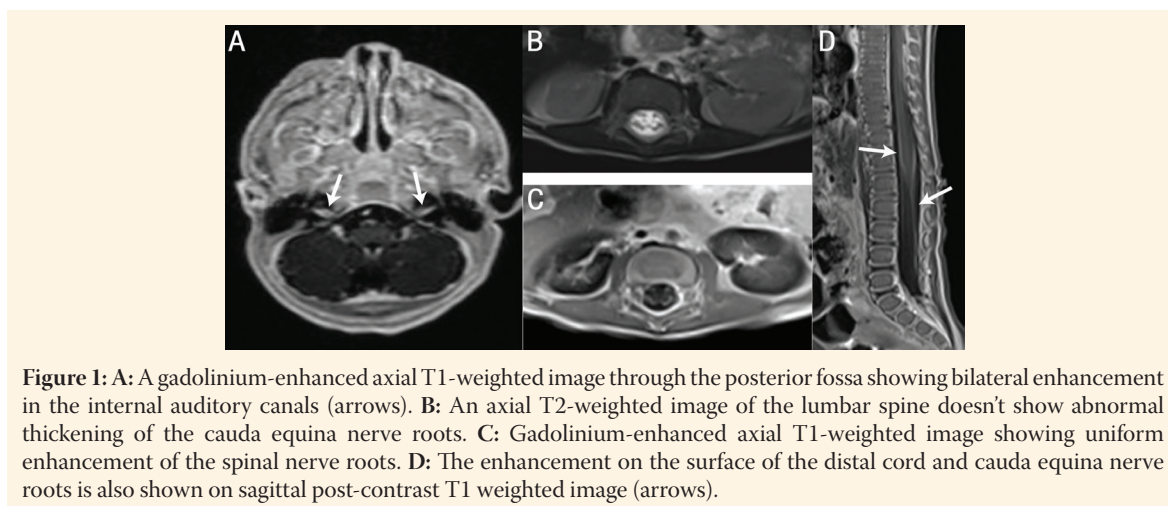 A
B
D
C
Figure 1: A: A gadolinium-enhanced axial T1-weighted image through the posterior fossa showing bilateral enhancement
in the internal auditory canals (arrows). B: An axial T2-weighted image of the lumbar spine doesn't show abnormal
thickening of the cauda equina nerve roots. C: Gadolinium-enhanced axial T1-weighted image showing uniform
enhancement of the spinal nerve roots. D: The enhancement on the surface of the distal cord and cauda equina nerve
roots is also shown on sagittal post-contrast T1 weighted image (arrows).